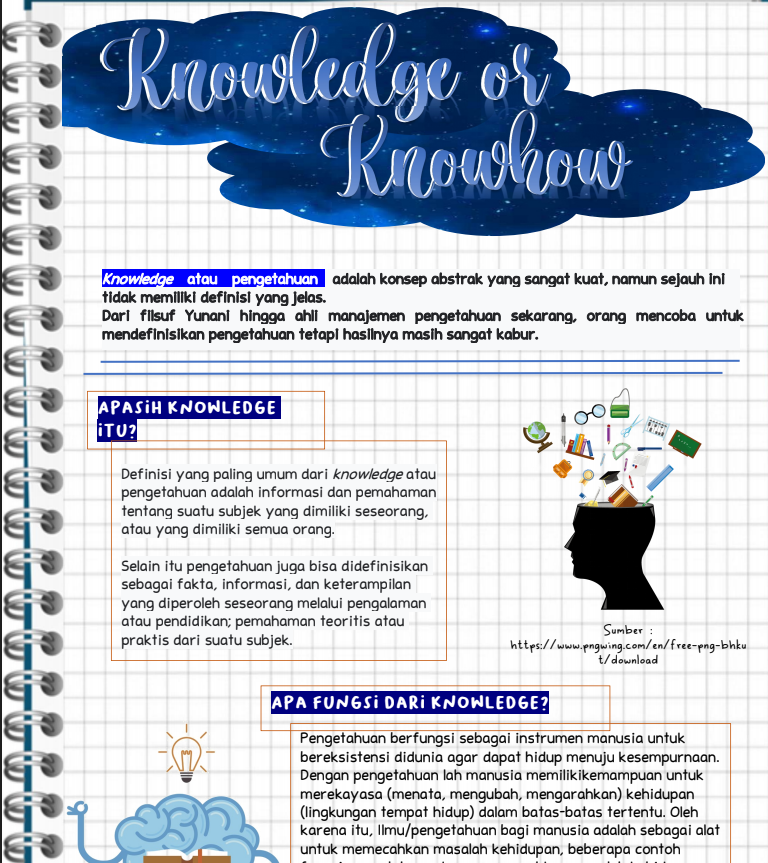 Knowledge or
Knowhow
Knowledge atau pengetahuan adalah konsep abstrak yang sangat kuat, namun sejauh ini
tidak memiliki definisi yang jelas.
Dari filsuf Yunani hingga ahli manajemen pengetahuan sekarang, orang mencoba untuk
mendefinisikan pengetahuan tetapi hasilnya masih sangat kabur.
APASIH KNOWLEDGE
ITU?
Definisi yang paling umum dari knowledge atau
pengetahuan adalah informasi dan pemahaman
tentang suatu subjek yang dimiliki seseorang,
atau yang dimiliki semua orang.
Selain itu pengetahuan juga bisa didefinisikan
sebagai fakta, informasi, dan keterampilan
yang diperoleh seseorang melalui pengalaman
atau pendidikan; pemahaman teoritis atau
praktis dari suatu subjek.
Sumber :
https://www.pngwing.com/en/free-png-bhku
t/download
APA FUNGSI DARI KNOWLEDGE?
Pengetahuan berfungsi sebagai instrumen manusia untuk
bereksistensi didunia agar dapat hidup menuju kesempurnaan.
Dengan pengetahuan lah manusia memilikikemampuan untuk
merekayasa (menata, mengubah, mengarahkan) kehidupan
(lingkungan tempat hidup) dalam batas-batas tertentu. Oleh
karena itu, Ilmu/pengetahuan bagi manusia adalah sebagai alat
untuk memecahkan masalah kehidupan, beberapa contoh